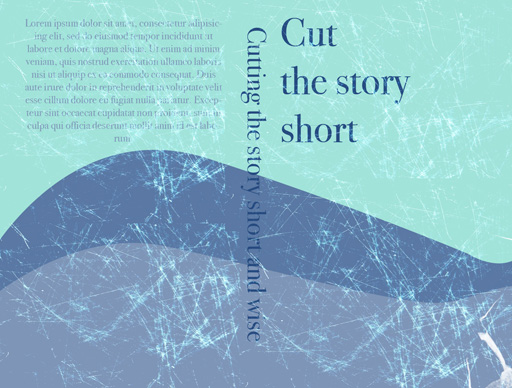 Lorem ipsum dolor sit amet, consectetur adipisic-
ing elit, sed do eiusmod tempor incididunt ut
labore et dolore magna aliqua. Ut enim ad minim
veniam, quis nostrud exercitation ullamco laboris
nisi ut aliquip ex ea commodo consequat. Duis
aute irure dolor in reprehenderit in voluptate velit
esse cillum dolore eu fugiat nulla pariatur. Excep-
teur sint occaecat cupidatat non proident, sunt in
culpa qui officia deserunt mollit anim id est labo-
rum
Cutting the story short and wise
Cut
the story
short